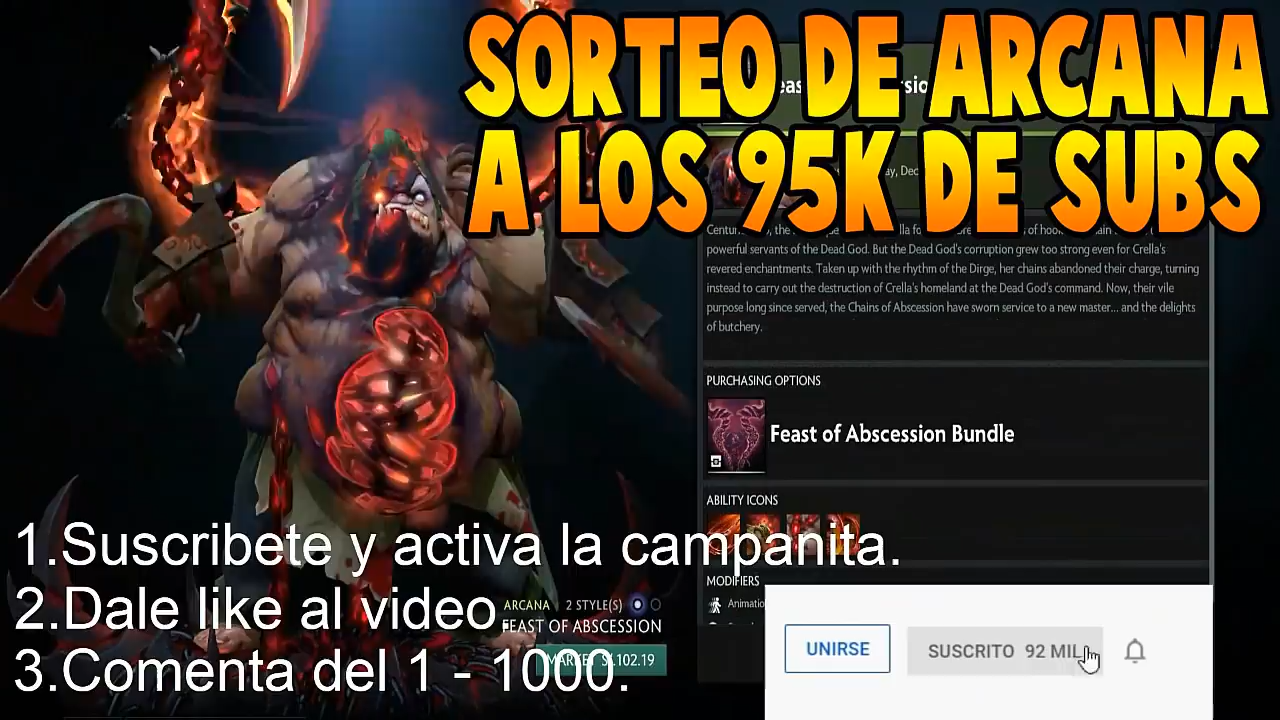 SORTEO DE ARCANA
A LOS 95K DE SUBS
powerful servants of the Dead God. But the Dead God's corruption grew too strong even for Crella's
revered enchantments. Taken up with the rhythm of the Dirge, her chains abandoned their charge, turning
instead to carry out the destruction of Crella's homeland at the Dead God's command. Now, their vile
purpose long since served, the Chains of Abscession have sworn service to a new master... and the delights
of butchery.
PURCHASING OPTIONS
Feast of Abscession Bundle
ABILITY ICONS
MODIFIERS
1.Suscribete y activa la campanita.
2.Dale like al video.
3.Comenta del 1 - 1000.
ARCANA 2 STYLE(S)
FEAST OF ABSCESSION
MARKET S/.102.19
UNIRSE
SUSCRITO 92 MIL